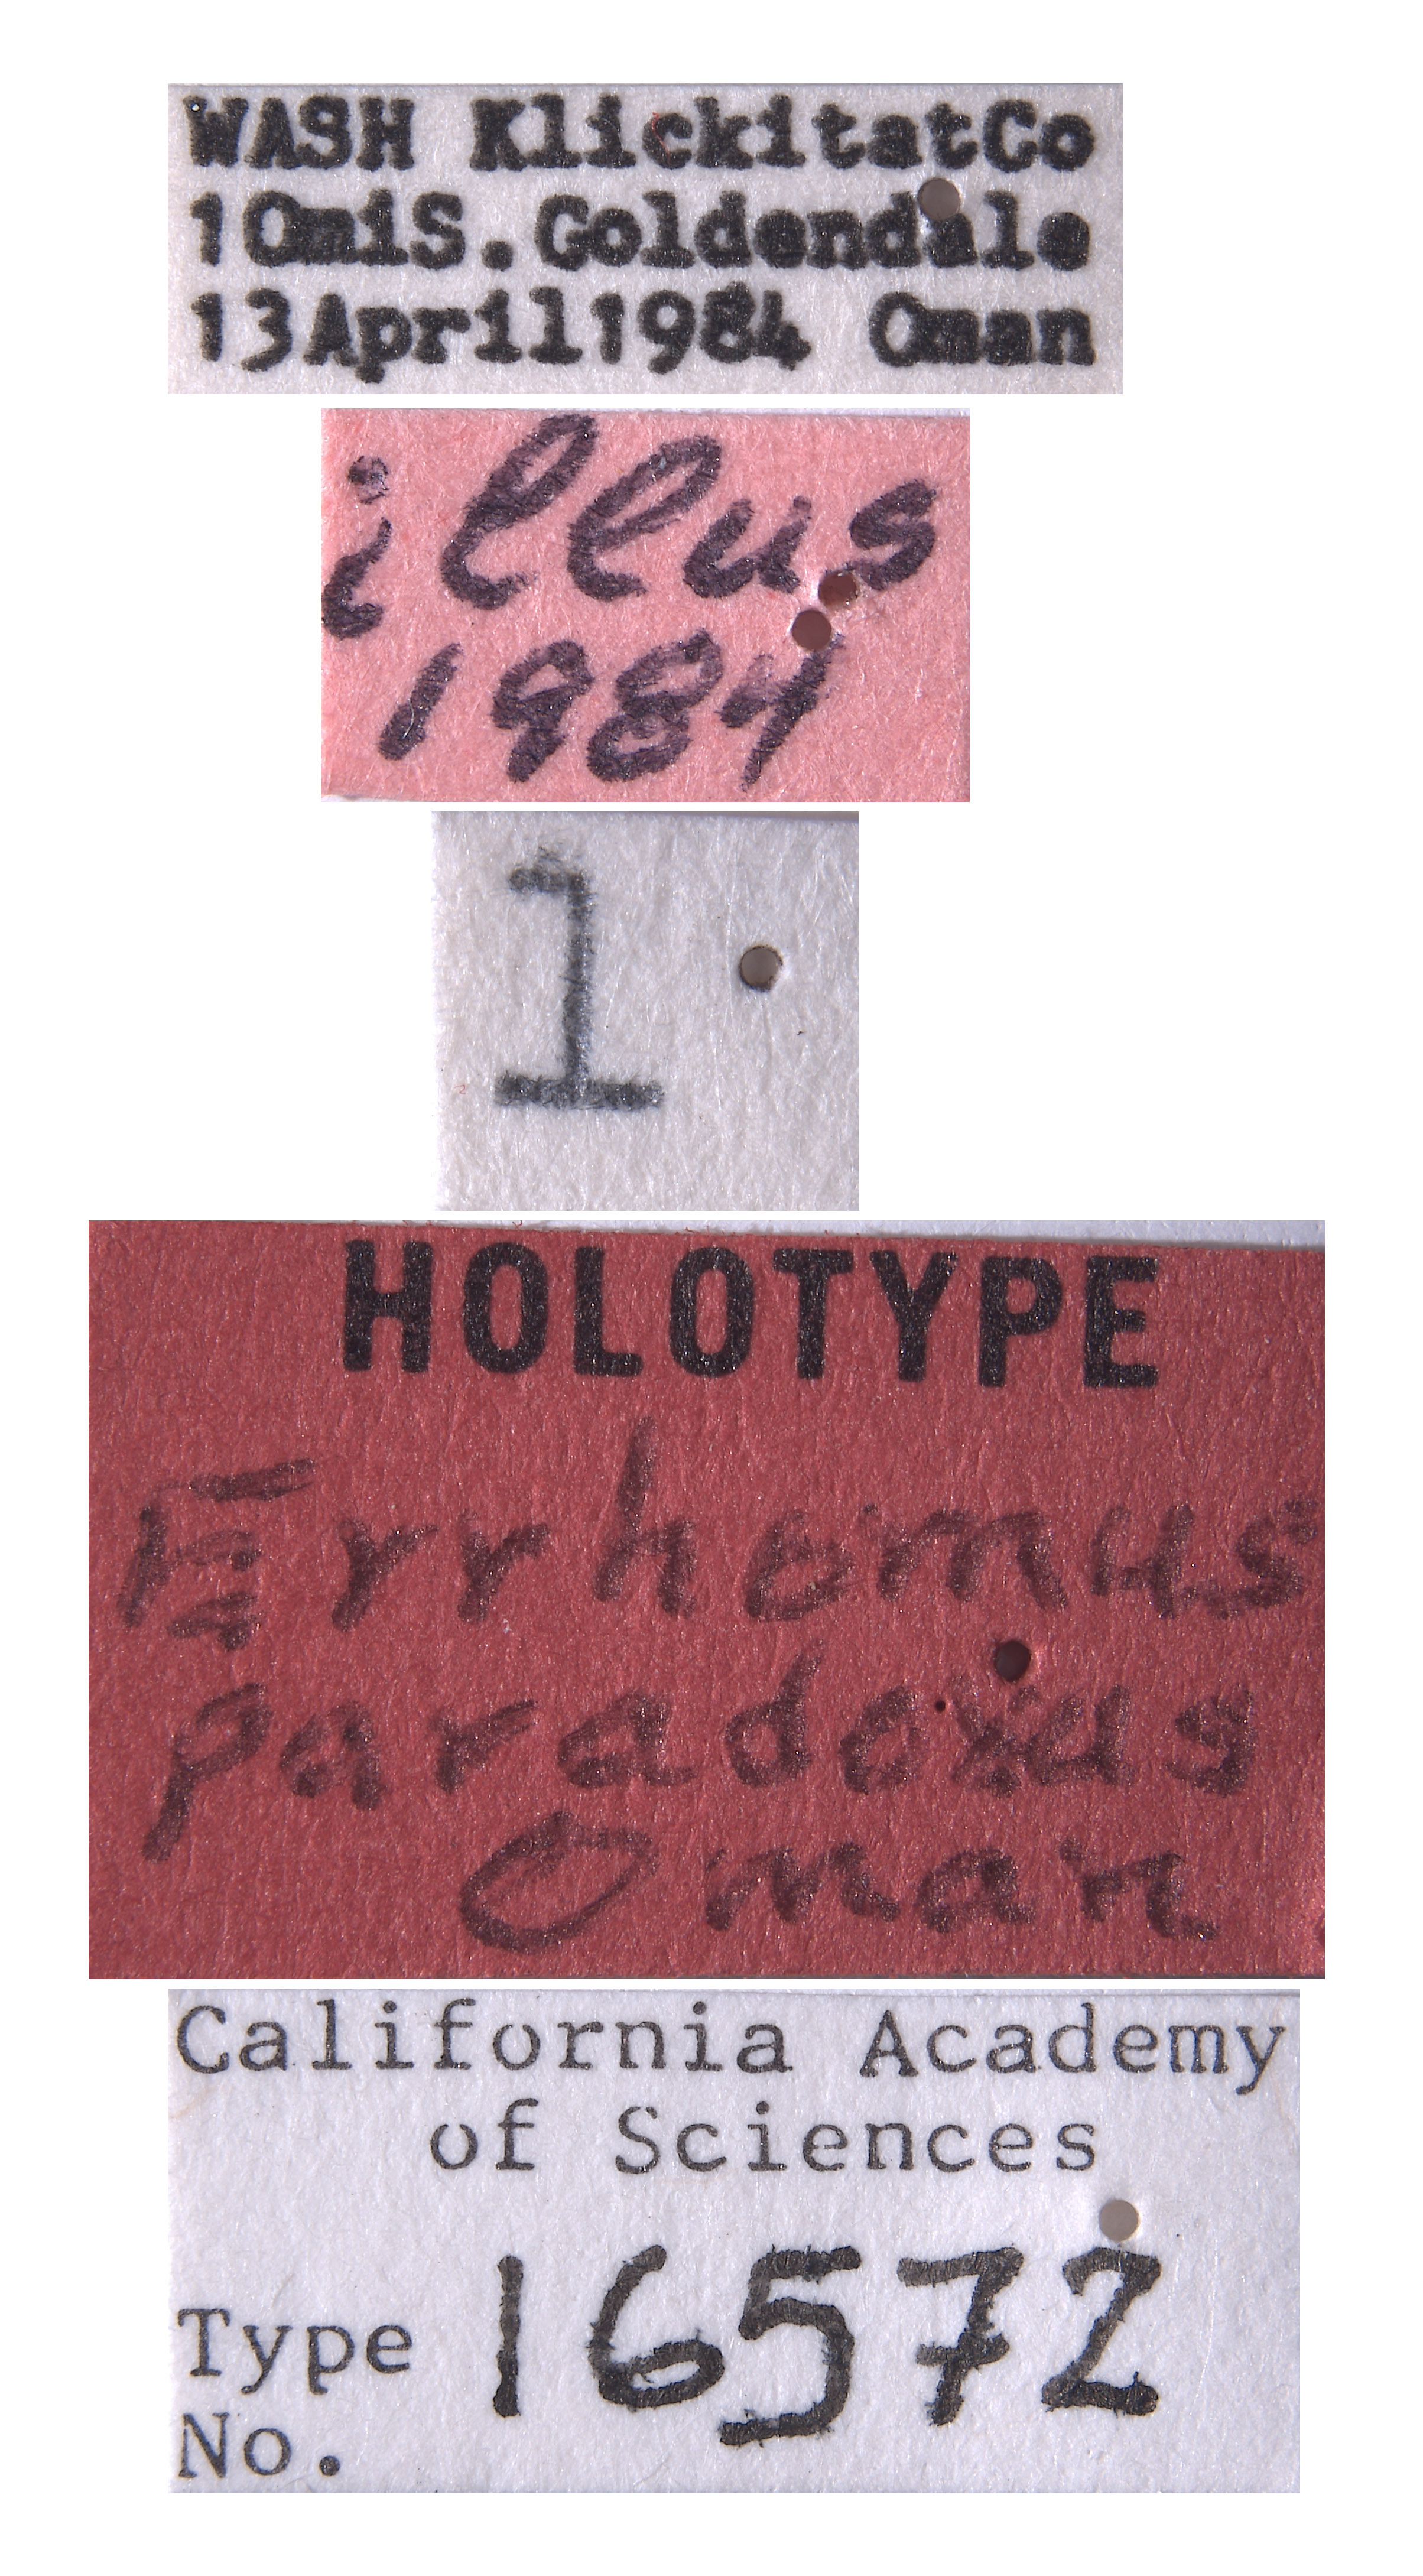 WASH KlickitatCo
10miS. Goldendale
13April1984 Oman
illus
1984
1
HOLOTYPE
Errhomus
paradoxus
Oman
California Academy
of Sciences
Type 16572
No.